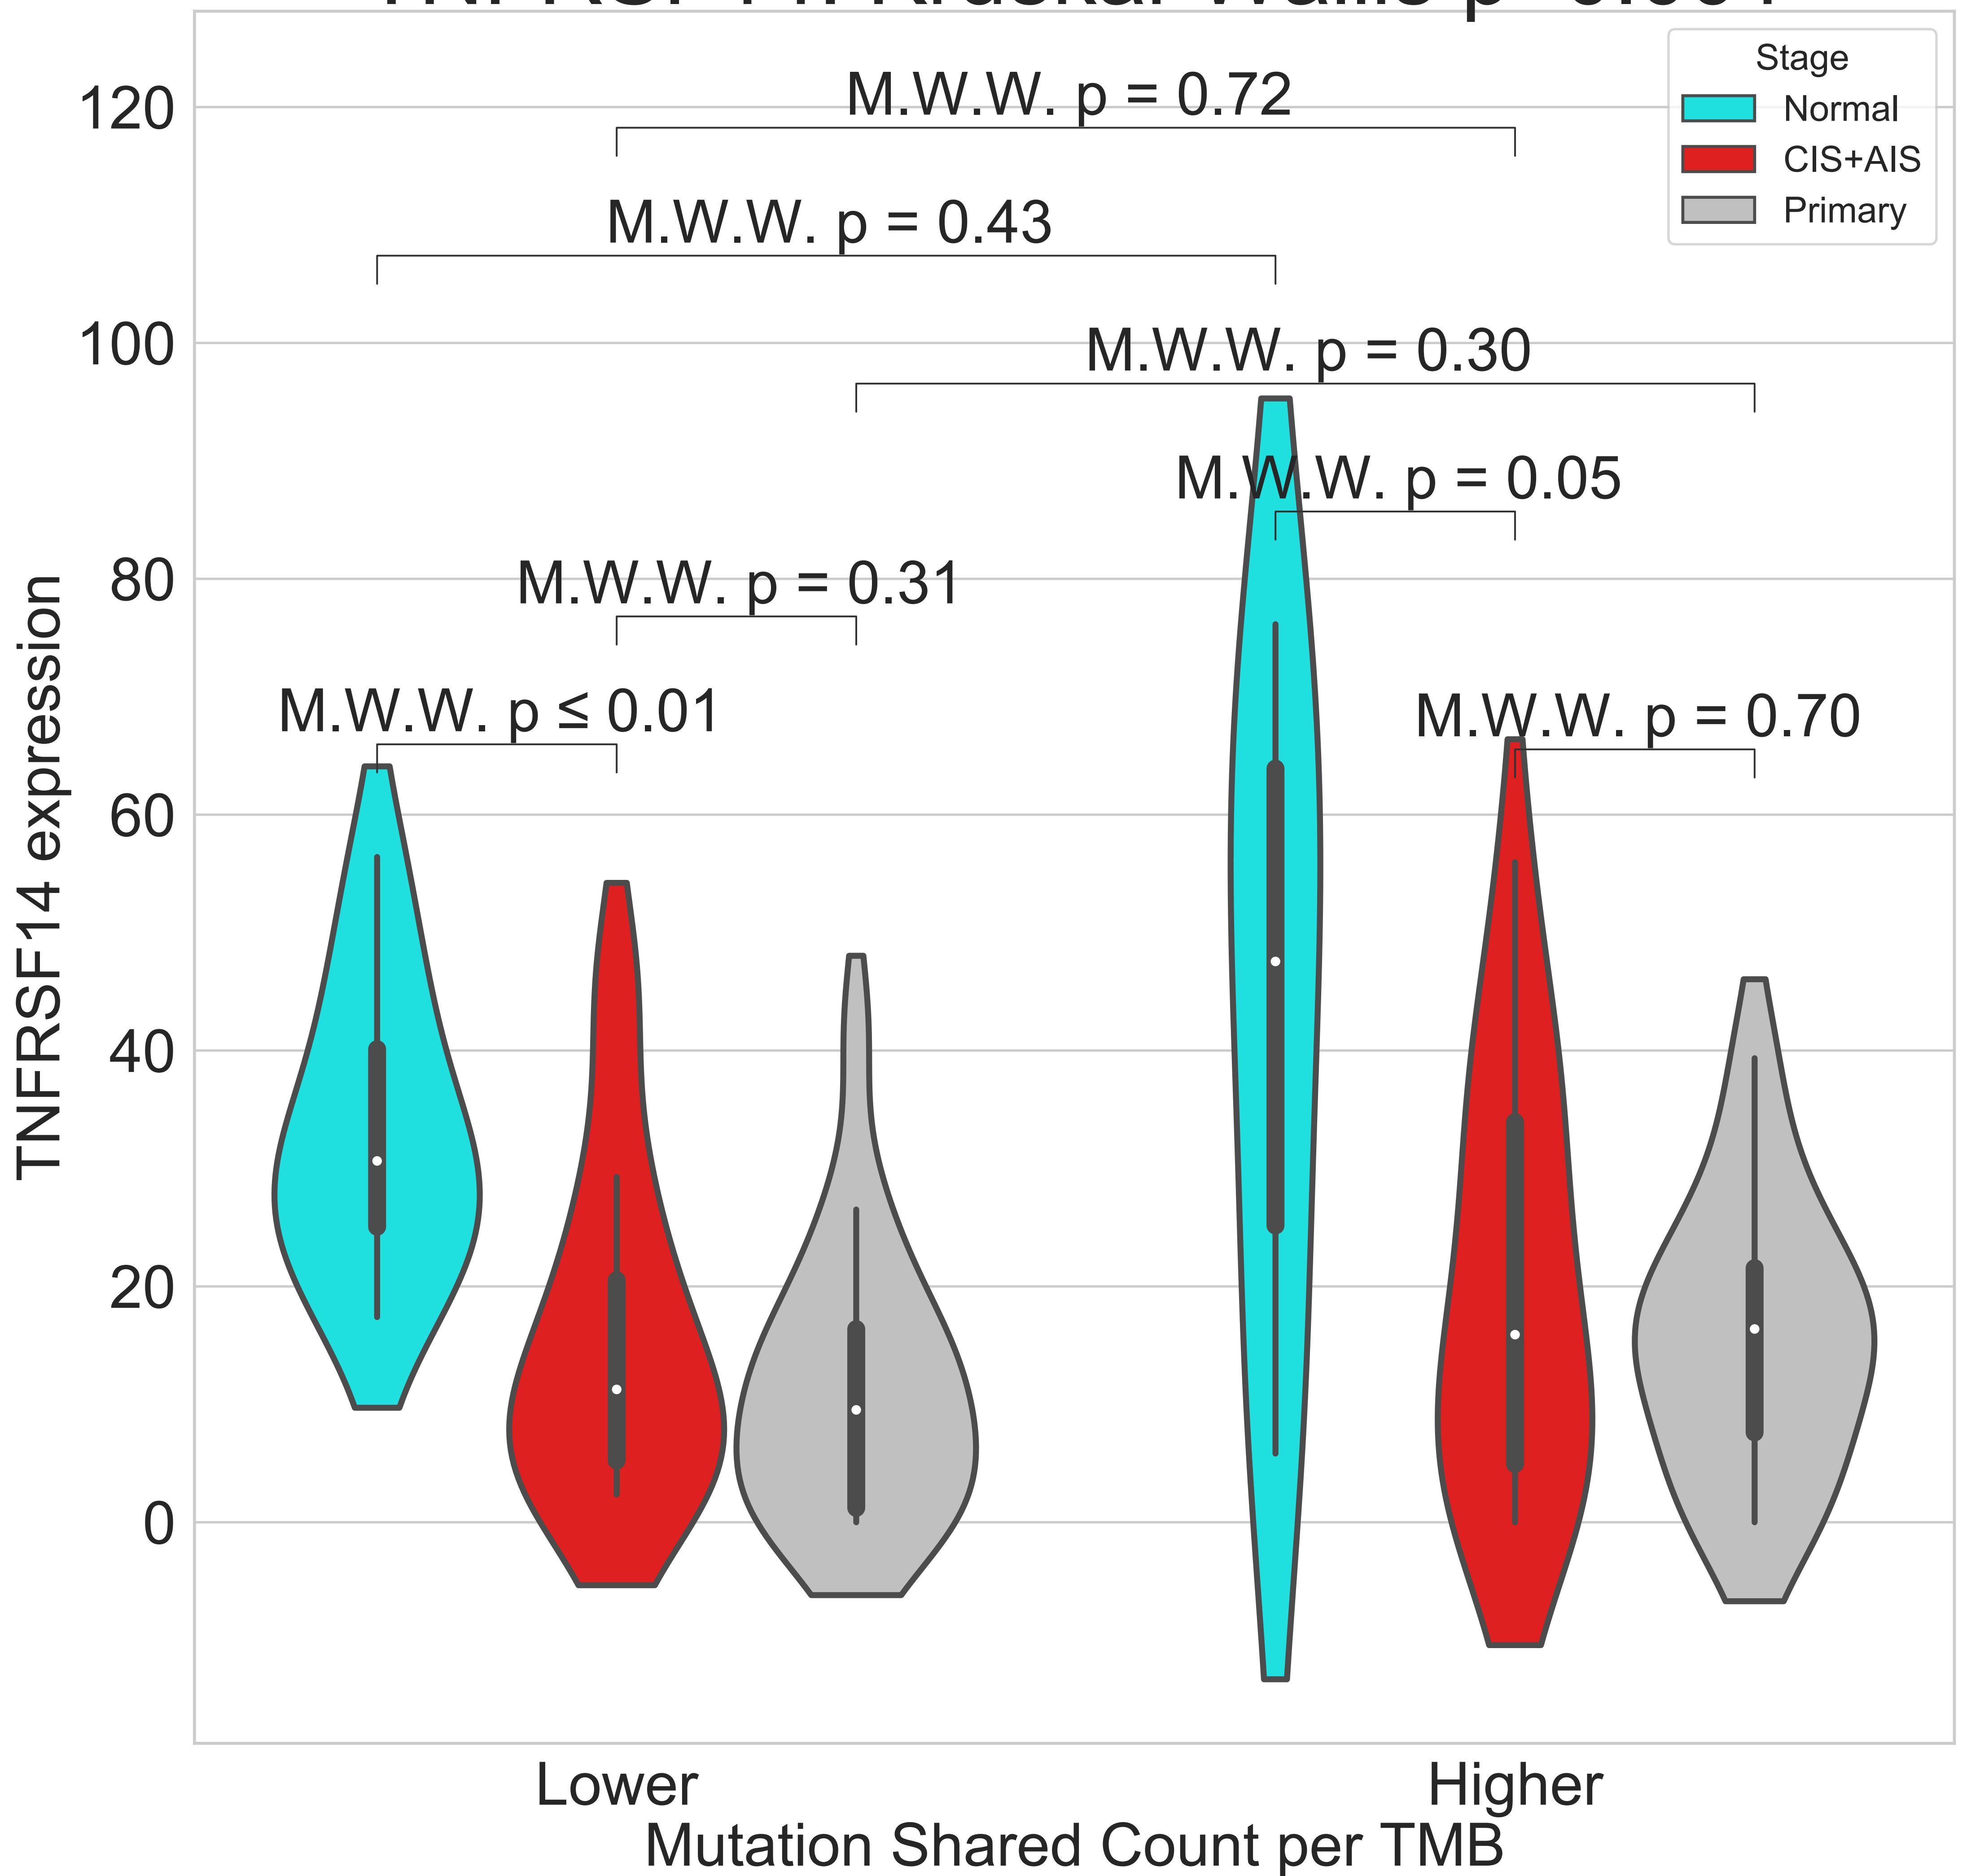 M.W.W. p = 0.72
M.W.W. p = 0.43
M.W.W. p = 0.30
M.W.W. p = 0.05
M.W.W. p = 0.31
M.W.W. p ≤ 0.01
M.W.W. p = 0.70
Stage
Normal
CIS+AIS
Primary
120
100
80
60
40
20
0
TNFRSF14 expression
Lower
Higher
Mutation Shared Count per TMB